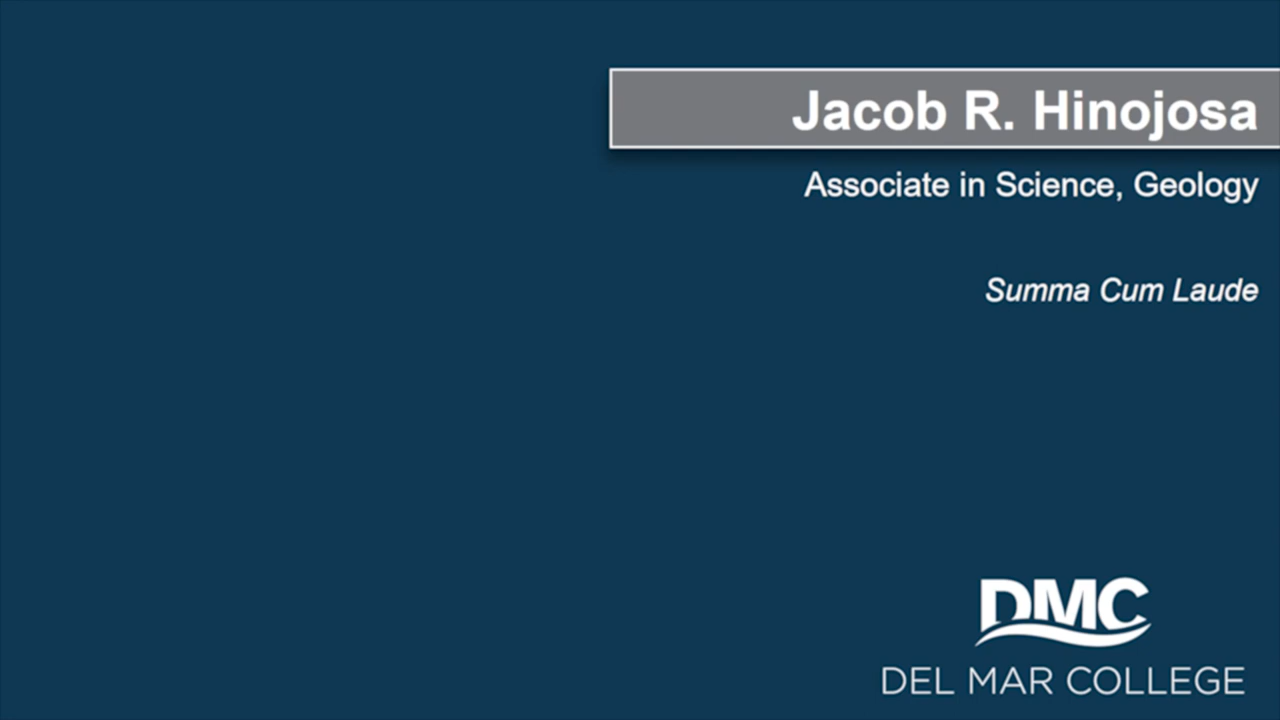 Jacob R. Hinojosa
Associate in Science, Geology
Summa Cum Laude
DMC
DEL MAR COLLEGE